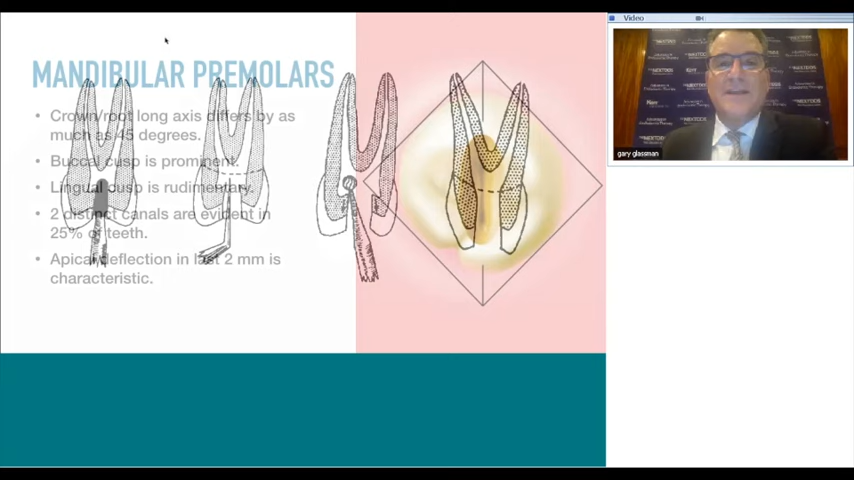 Video
MANDIBULAR PREMOLARS
• Crown/root long axis differs by as
much as 45 degrees.
• Buccal cusp is prominent.
• Lingual cusp is rudimentary.
• 2 distinct canals are evident in
25% of teeth.
• Apical deflection in last 2 mm is
characteristic.
gary glassman